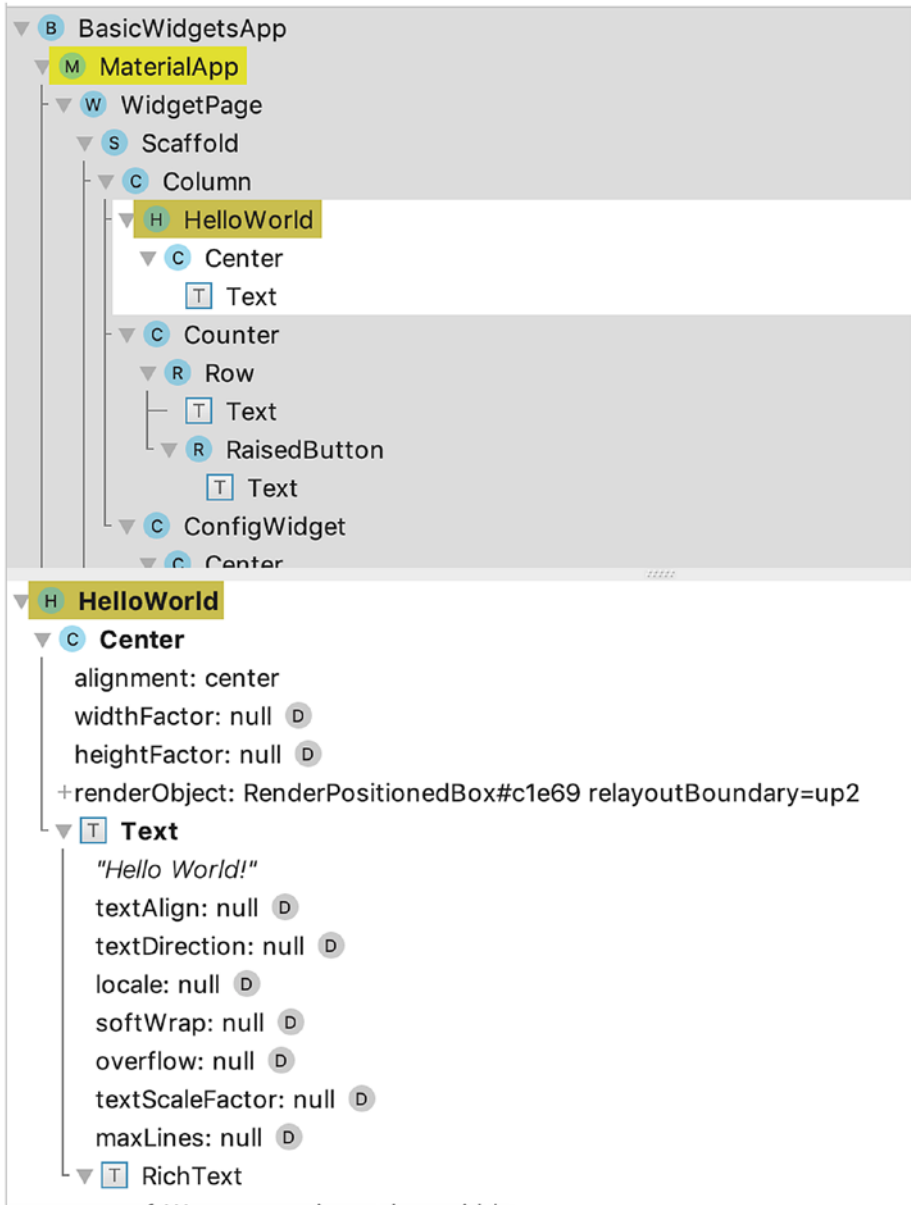 B BasicWidgetsApp
M MaterialApp
W WidgetPage
S Scaffold
C Column
H HelloWorld
C Center
T Text
C Counter
R Row
T Text
R RaisedButton
T Text
C ConfigWidget
C Center
H HelloWorld
C Center
alignment: center
widthFactor: null D
heightFactor: null D
+renderObject: RenderPositionedBox#c1e69 relayoutBoundary=up2
T Text
"Hello World!"
textAlign: null D
textDirection: null D
locale: null D
softWrap: null D
overflow: null D
textScaleFactor: null D
maxLines: null D
T RichText